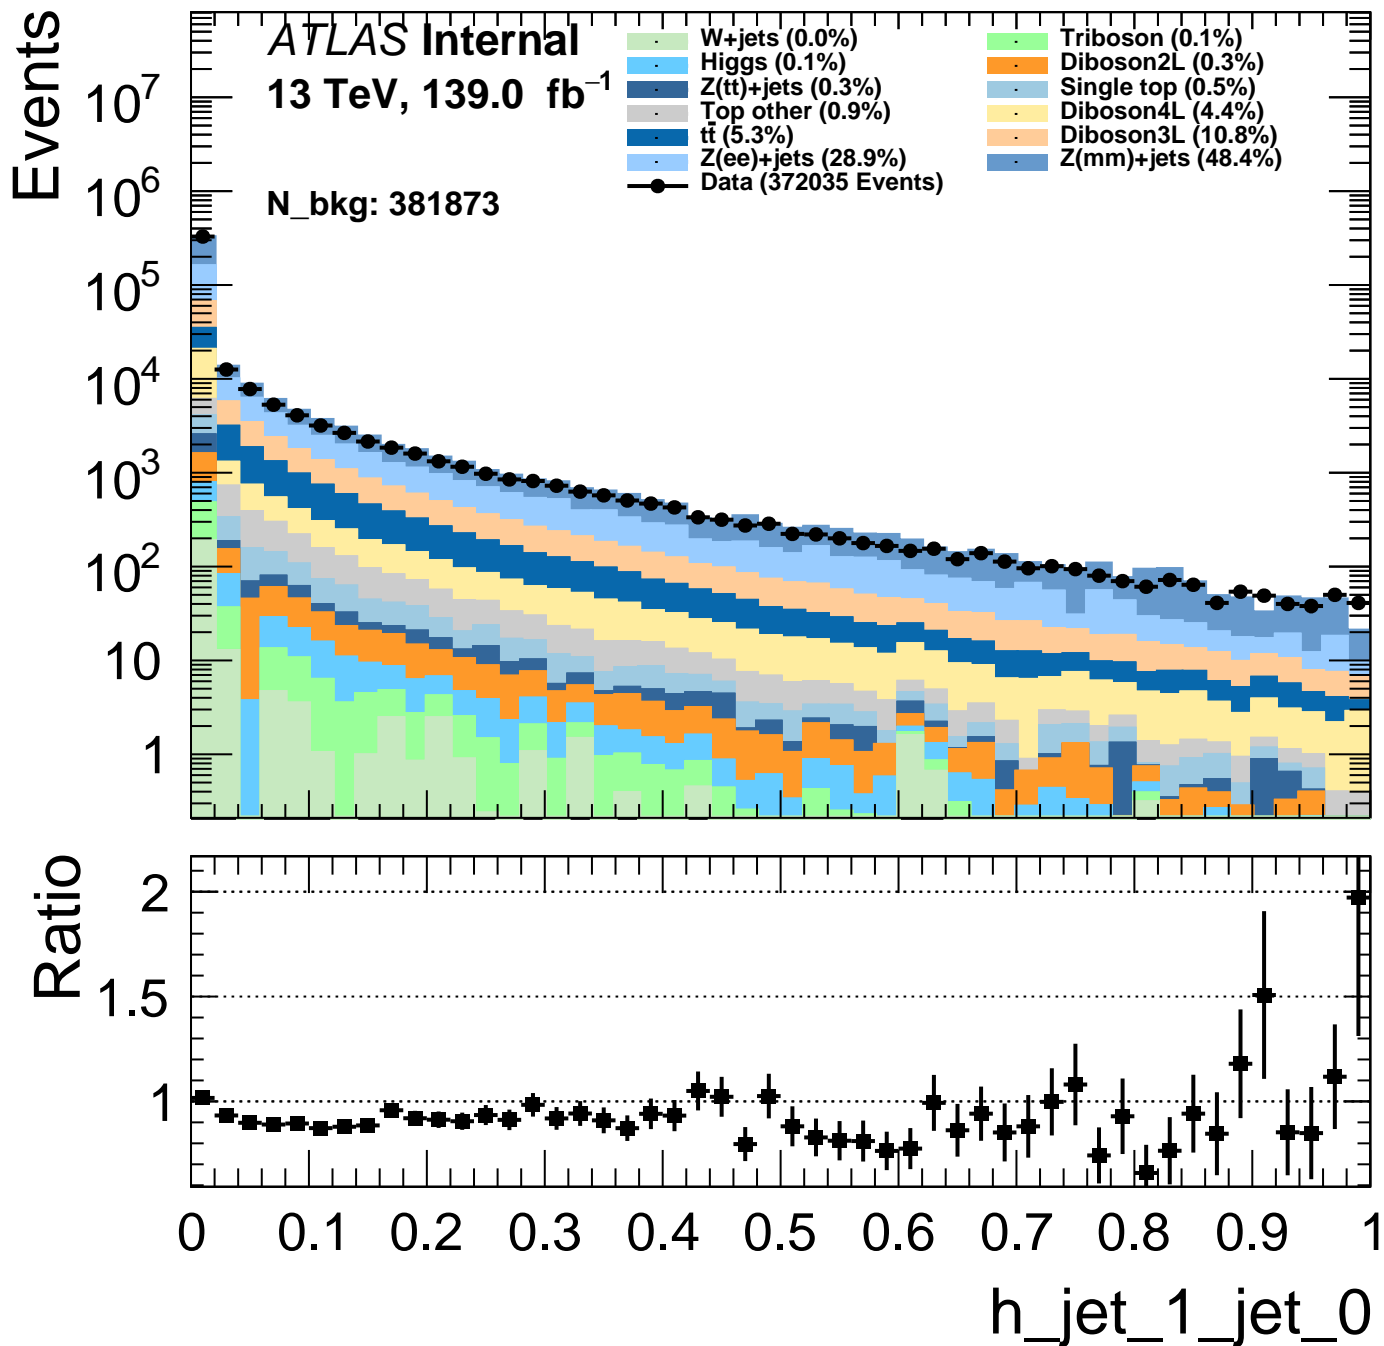 Events
ATLAS Internal
13 TeV, 139.0 fb⁻¹
N_bkg: 381873
W+jets (0.0%)
Higgs (0.1%)
Z(tt)+jets (0.3%)
Top other (0.9%)
tt̄ (5.3%)
Z(ee)+jets (28.9%)
Data (372035 Events)
Triboson (0.1%)
Diboson2L (0.3%)
Single top (0.5%)
Diboson4L (4.4%)
Diboson3L (10.8%)
Z(mm)+jets (48.4%)
10⁷
10⁶
10⁵
10⁴
10³
10²
10
1
Ratio
2
1.5
1
0 0.1 0.2 0.3 0.4 0.5 0.6 0.7 0.8 0.9 1
h_jet_1_jet_0